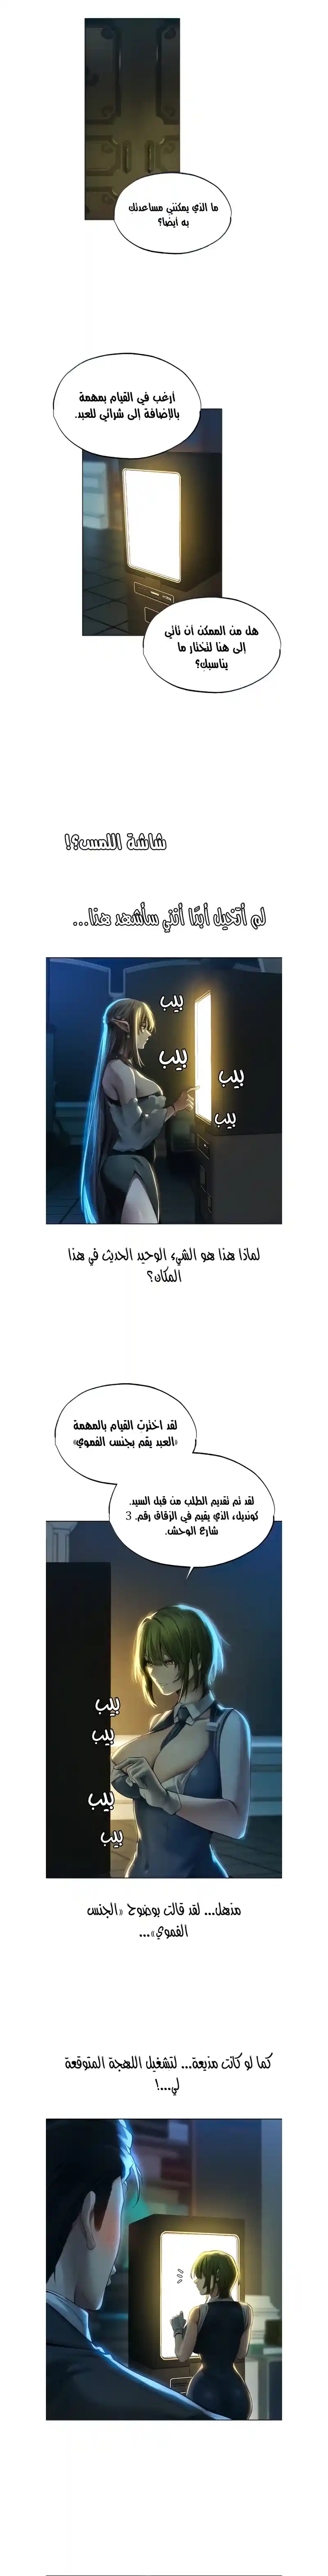 ما الذي يمكنني مساعدتك
به أيضا؟
أرغب في القيام بمهمة
بالإضافة إلى شرائي للعبد.
هل من الممكن أن تأتي
إلى هنا لتختار ما
يناسبك؟
شاشة اللمس؟!
لم أتخيل أبدًا أنني سأشهد هذا...
بيب
بيب
بيب
بيب
لماذا هذا هو الشيء الوحيد الحديث في هذا
المكان؟
لقد اخترت القيام بالمهمة
«العبد يقم بجنس الفموي»
لقد تم تقديم الطلب من قبل السيد.
كونديل، الذي يقيم في الزقاق رقم. 3
شارع الوحش.
بيب
بيب
بيب
بيب
مذهل... لقد قالت بوضوح «الجنس
الفموي»...
كما لو كانت مذيعة... لتشغيل اللهجة المتوقعة
لي...!